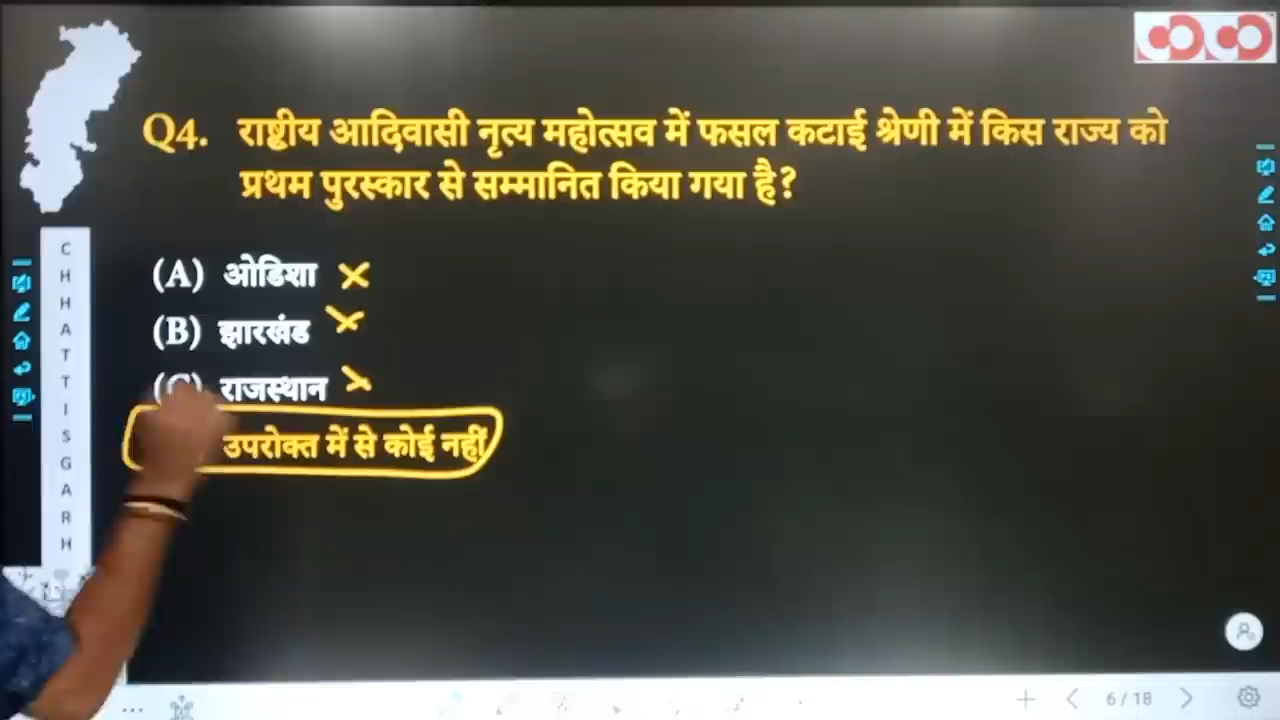 Q4. राष्ट्रीय आदिवासी नृत्य महोत्सव में फसल कटाई श्रेणी में किस राज्य को
प्रथम पुरस्कार से सम्मानित किया गया है?
(A) ओडिशा
(B) झारखंड
(C) राजस्थान
उपरोक्त में से कोई नहीं
CHHATTISGARH
6 / 18